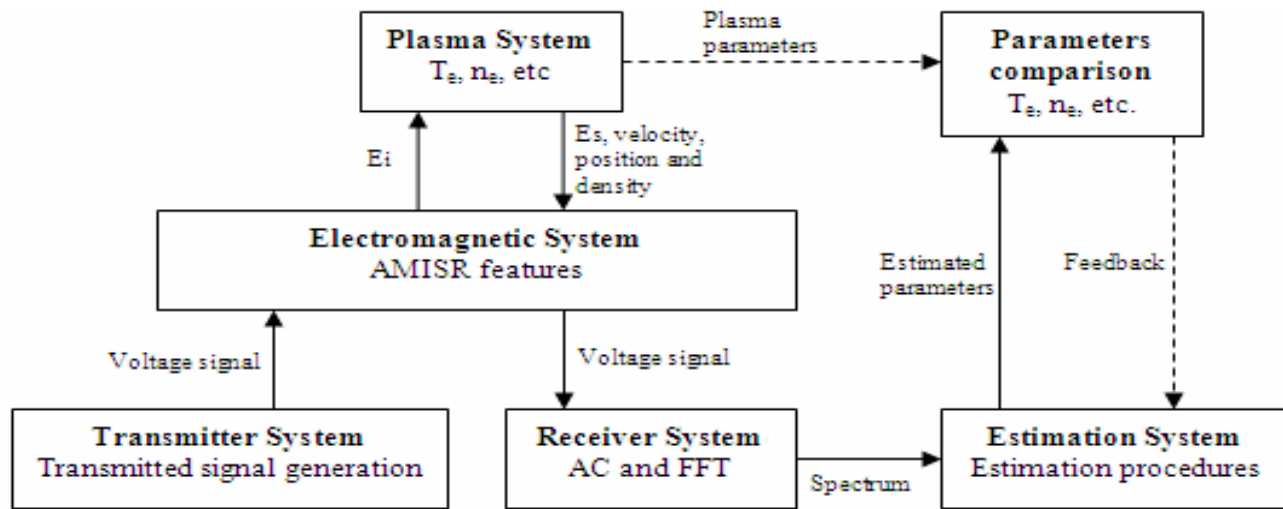 Plasma System
Tₑ, nₑ, etc
Plasma
parameters
Parameters
comparison
Tₑ, nₑ, etc.
Ei
Es, velocity,
position and
density
Electromagnetic System
AMISR features
Estimated
parameters
Feedback
Voltage signal
Voltage signal
Transmitter System
Transmitted signal generation
Receiver System
AC and FFT
Spectrum
Estimation System
Estimation procedures